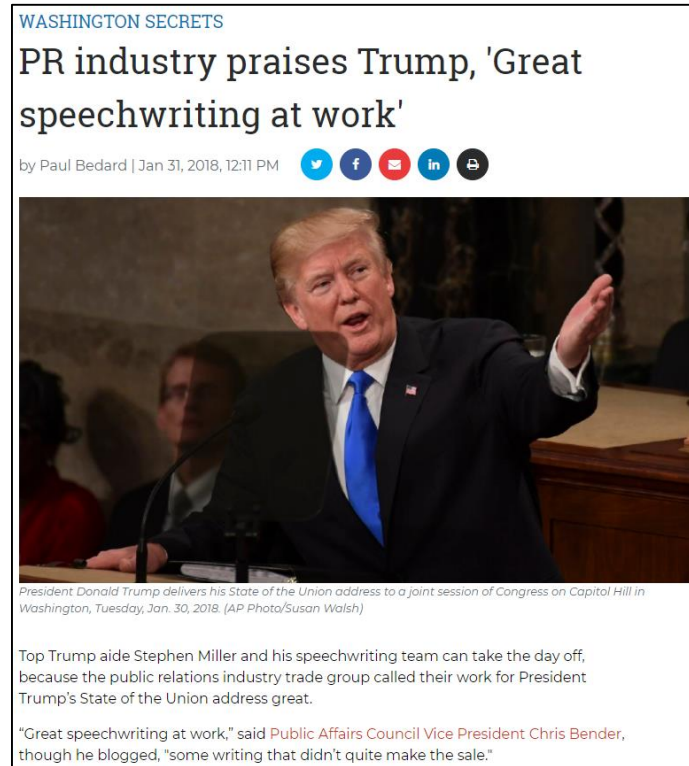 WASHINGTON SECRETS
PR industry praises Trump, 'Great
speechwriting at work'
by Paul Bedard | Jan 31, 2018, 12:11 PM
President Donald Trump delivers his State of the Union address to a joint session of Congress on Capitol Hill in
Washington, Tuesday, Jan. 30, 2018. (AP Photo/Susan Walsh)
Top Trump aide Stephen Miller and his speechwriting team can take the day off,
because the public relations industry trade group called their work for President
Trump’s State of the Union address great.
“Great speechwriting at work,” said Public Affairs Council Vice President Chris Bender,
though he blogged, "some writing that didn’t quite make the sale."